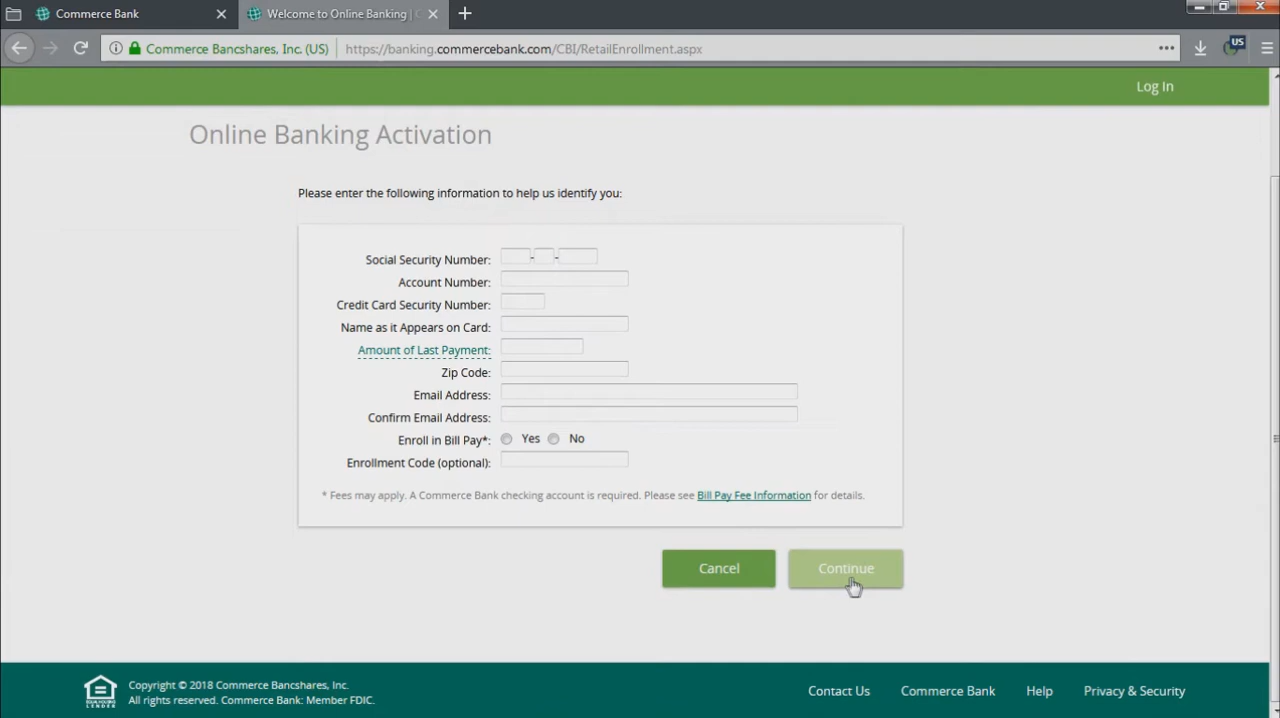 Commerce Bank
Welcome to Online Banking |
Commerce Bancshares, Inc. (US)
https://banking.commercebank.com/CBI/RetailEnrollment.aspx
US
Log In
Online Banking Activation
Please enter the following information to help us identify you:
Social Security Number: - -
Account Number:
Credit Card Security Number:
Name as it Appears on Card:
Amount of Last Payment:
Zip Code:
Email Address:
Confirm Email Address:
Enroll in Bill Pay*: Yes No
Enrollment Code (optional):
* Fees may apply. A Commerce Bank checking account is required. Please see Bill Pay Fee Information for details.
Cancel Continue
Copyright © 2018 Commerce Bancshares, Inc.
All rights reserved. Commerce Bank: Member FDIC.
EQUAL HOUSING LENDER
Contact Us Commerce Bank Help Privacy & Security